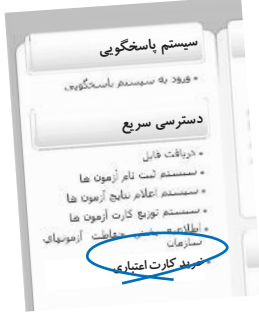 سیستم پاسخگویی
• ورود به سیستم پاسخگویی
دسترسی سریع
• دریافت فایل
• سیستم ثبت نام آزمون ها
• سیستم اعلام نتایج آزمون ها
• سیستم توزیع کارت آزمون ها
آزمونهای
سازمان
• خرید کارت اعتباری